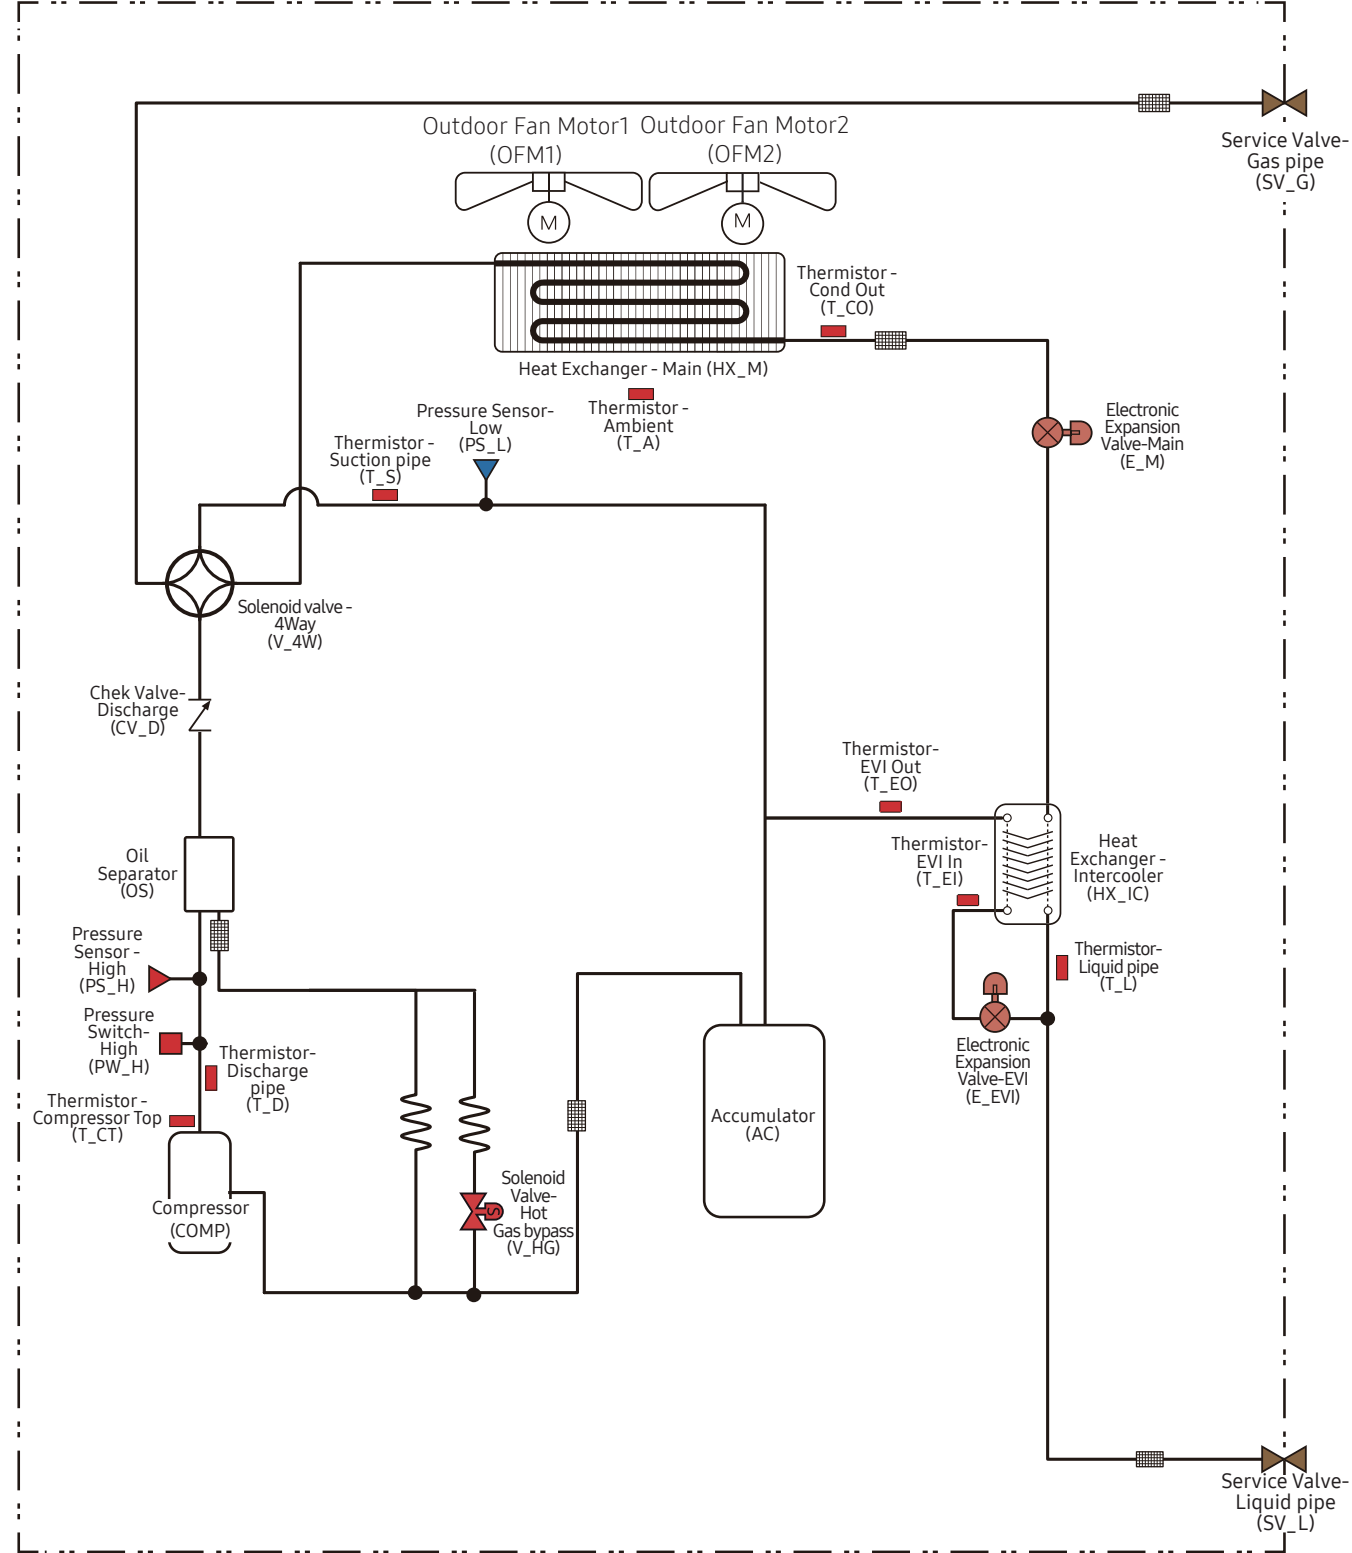 Service Valve-
Gas pipe
(SV_G)
Outdoor Fan Motor1
(OFM1)
Outdoor Fan Motor2
(OFM2)
M
M
Thermistor -
Cond Out
(T_CO)
Heat Exchanger - Main (HX_M)
Thermistor -
Ambient
(T_A)
Pressure Sensor-
Low
(PS_L)
Thermistor -
Suction pipe
(T_S)
Electronic
Expansion
Valve-Main
(E_M)
Solenoid valve -
4Way
(V_4W)
Chek Valve-
Discharge
(CV_D)
Thermistor-
EVI Out
(T_EO)
Thermistor-
EVI In
(T_EI)
Heat
Exchanger -
Intercooler
(HX_IC)
Oil
Separator
(OS)
Pressure
Sensor -
High
(PS_H)
Thermistor-
Liquid pipe
(T_L)
Pressure
Switch-
High
(PW_H)
Thermistor-
Discharge
pipe
(T_D)
Electronic
Expansion
Valve-EVI
(E_EVI)
Thermistor -
Compressor Top
(T_CT)
Accumulator
(AC)
Compressor
(COMP)
Solenoid
Valve-
Hot
Gas bypass
(V_HG)
S
Service Valve-
Liquid pipe
(SV_L)